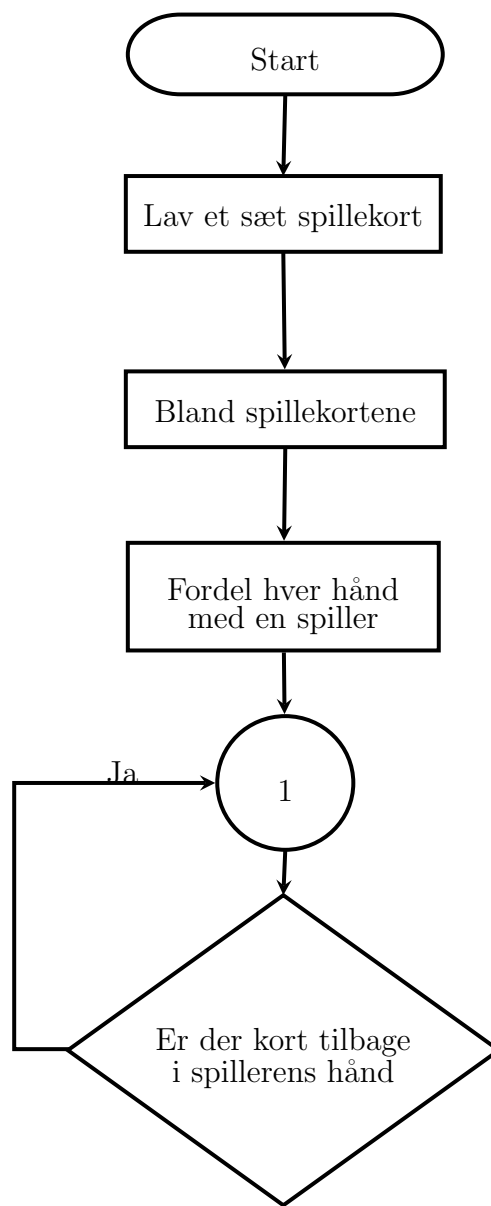 Start
Lav et sæt spillekort
Bland spillekortene
Fordel hver hånd
med en spiller
Ja
1
Er der kort tilbage
i spillerens hånd